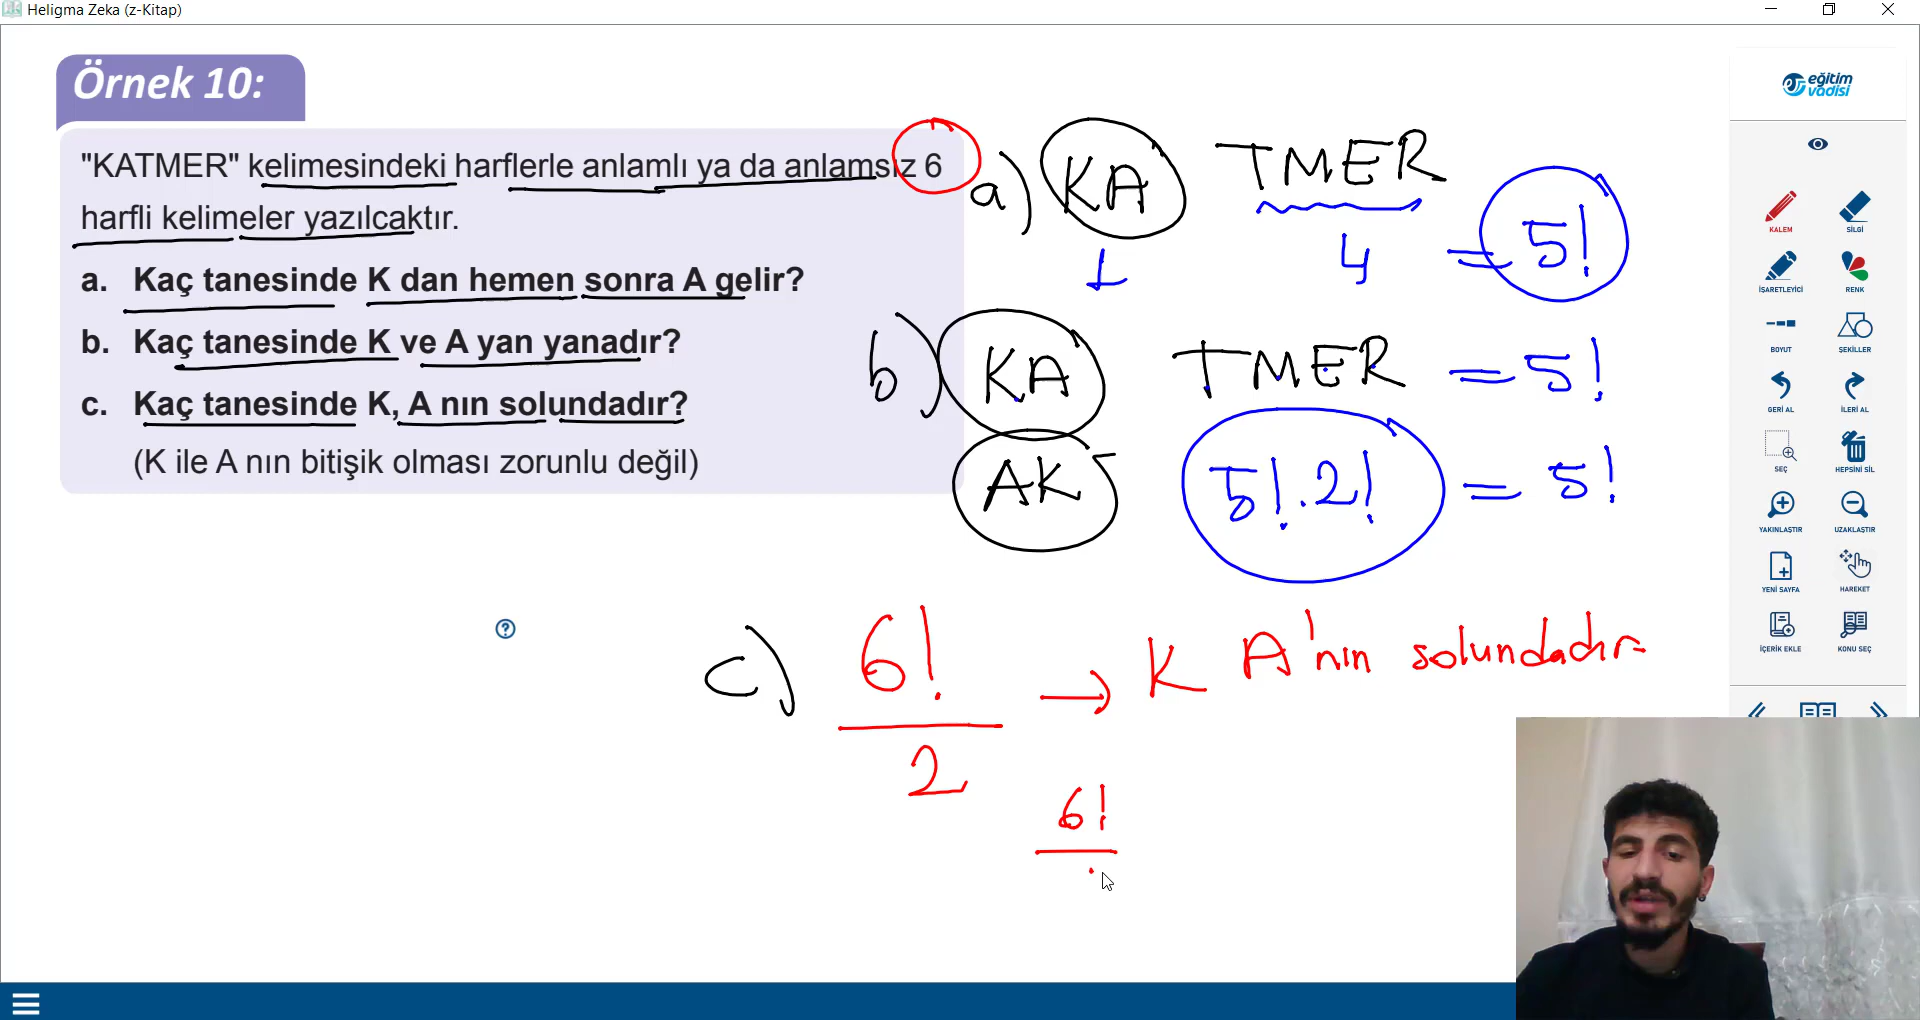 Heligma Zeka (z-Kitap)
Örnek 10:
"KATMER" kelimesindeki harflerle anlamlı ya da anlamsız 6
harfli kelimeler yazılcaktır.
a. Kaç tanesinde K dan hemen sonra A gelir?
b. Kaç tanesinde K ve A yan yanadır?
c. Kaç tanesinde K, A nın solundadır?
(K ile A nın bitişik olması zorunlu değil)
a) KA TMER
1 4 = 5!
b) KA TMER = 5!
AK 5!.2! = 5!
c) 6!
2
→ K A'nın solundadır
6!
eğitim
vadisi
KALEM
SİLGİ
İŞARETLEYİCİ
RENK
BOYUT
ŞEKİLLER
GERİ AL
İLERİ AL
SEÇ
HEPSİNİ SİL
YAKINLAŞTIR
UZAKLAŞTIR
YENİ SAYFA
HAREKET
İÇERİK EKLE
KONU SEÇ